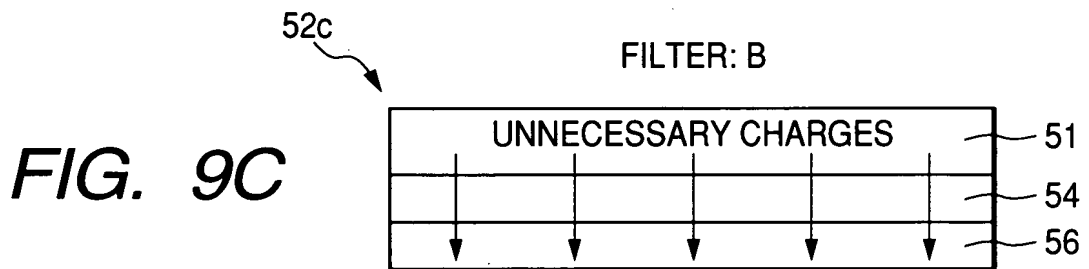 52c
FILTER: B
UNNECESSARY CHARGES
51
FIG. 9C
54
56